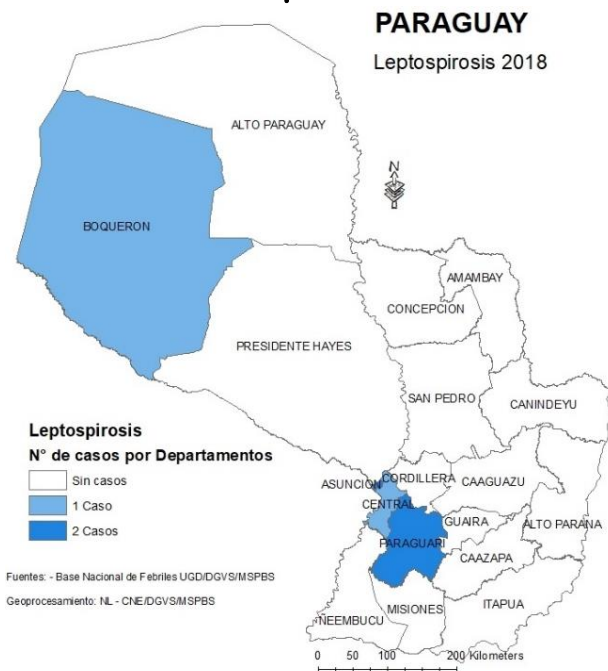 PARAGUAY
Leptospirosis 2018
ALTO PARAGUAY
N
BOQUERON
AMAMBAY
CONCEPCION
PRESIDENTE HAYES
SAN PEDRO
CANINDEYU
Leptospirosis
N° de casos por Departamentos
Sin casos
1 Caso
2 Casos
ASUNCION
CORDILLERA
CAAGUAZU
CENTRAL
GUAIRA
ALTO PARANA
PARAGUARI
CAAZAPA
Fuentes: - Base Nacional de Febriles UGD/DGVS/MSPBS
Geoprocesamiento: NL - CNE/DGVS/MSPBS
MISIONES
ITAPUA
ÑEEMBUCU
0 50 100 200 Kilometers